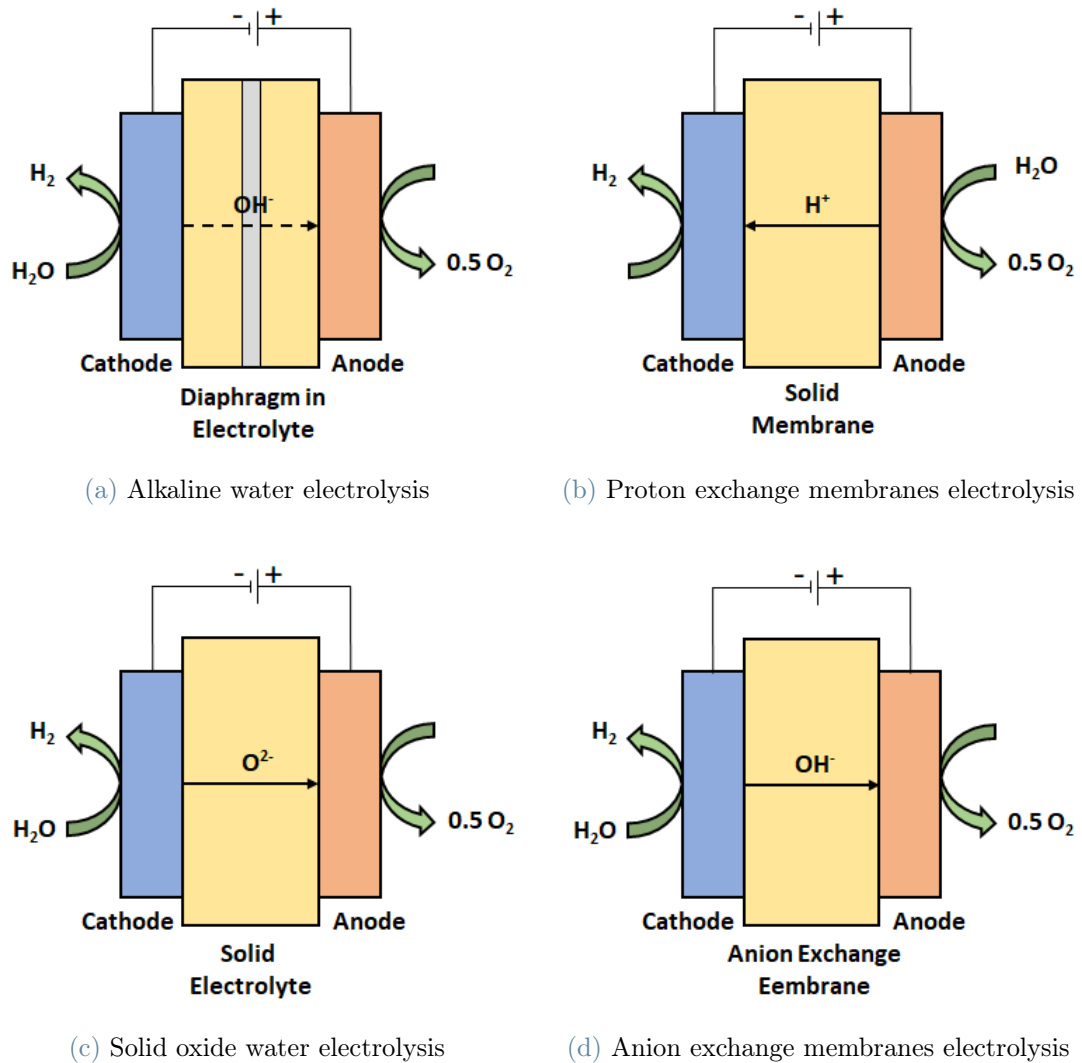 - +
H₂
OH⁻
H₂O
0.5 O₂
Cathode
Anode
Diaphragm in
Electrolyte
(a) Alkaline water electrolysis
- +
H₂
H⁺
H₂O
0.5 O₂
Cathode
Anode
Solid
Membrane
(b) Proton exchange membranes electrolysis
- +
H₂
O²⁻
H₂O
0.5 O₂
Cathode
Anode
Solid
Electrolyte
(c) Solid oxide water electrolysis
- +
H₂
OH⁻
H₂O
0.5 O₂
Cathode
Anode
Anion Exchange
Eembrane
(d) Anion exchange membranes electrolysis